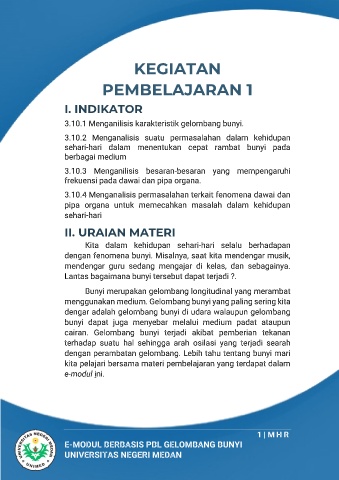 KEGIATAN
PEMBELAJARAN 1
I. INDIKATOR
3.10.1 Menganilisis karakteristik gelombang bunyi.
3.10.2 Menganalisis suatu permasalahan dalam kehidupan
sehari-hari dalam menentukan cepat rambat bunyi pada
berbagai medium
3.10.3 Menganilisis besaran-besaran yang mempengaruhi
frekuensi pada dawai dan pipa organa.
3.10.4 Menganalisis permasalahan terkait fenomena dawai dan
pipa organa untuk memecahkan masalah dalam kehidupan
sehari-hari
II. URAIAN MATERI
Kita dalam kehidupan sehari-hari selalu berhadapan
dengan fenomena bunyi. Misalnya, saat kita mendengar musik,
mendengar guru sedang mengajar di kelas, dan sebagainya.
Lantas bagaimana bunyi tersebut dapat terjadi ?.
Bunyi merupakan gelombang longitudinal yang merambat
menggunakan medium. Gelombang bunyi yang paling sering kita
dengar adalah gelombang bunyi di udara walaupun gelombang
bunyi dapat juga menyebar melalui medium padat ataupun
cairan. Gelombang bunyi terjadi akibat pemberian tekanan
terhadap suatu hal sehingga arah osilasi yang terjadi searah
dengan perambatan gelombang. Lebih tahu tentang bunyi mari
kita pelajari bersama materi pembelajaran yang terdapat dalam
e-modul ini.
1 | M H R
UNIVERSITAS NEGERI MEDAN
UNIMED
E-MODUL BERBASIS PBL GELOMBANG BUNYI
UNIVERSITAS NEGERI MEDAN